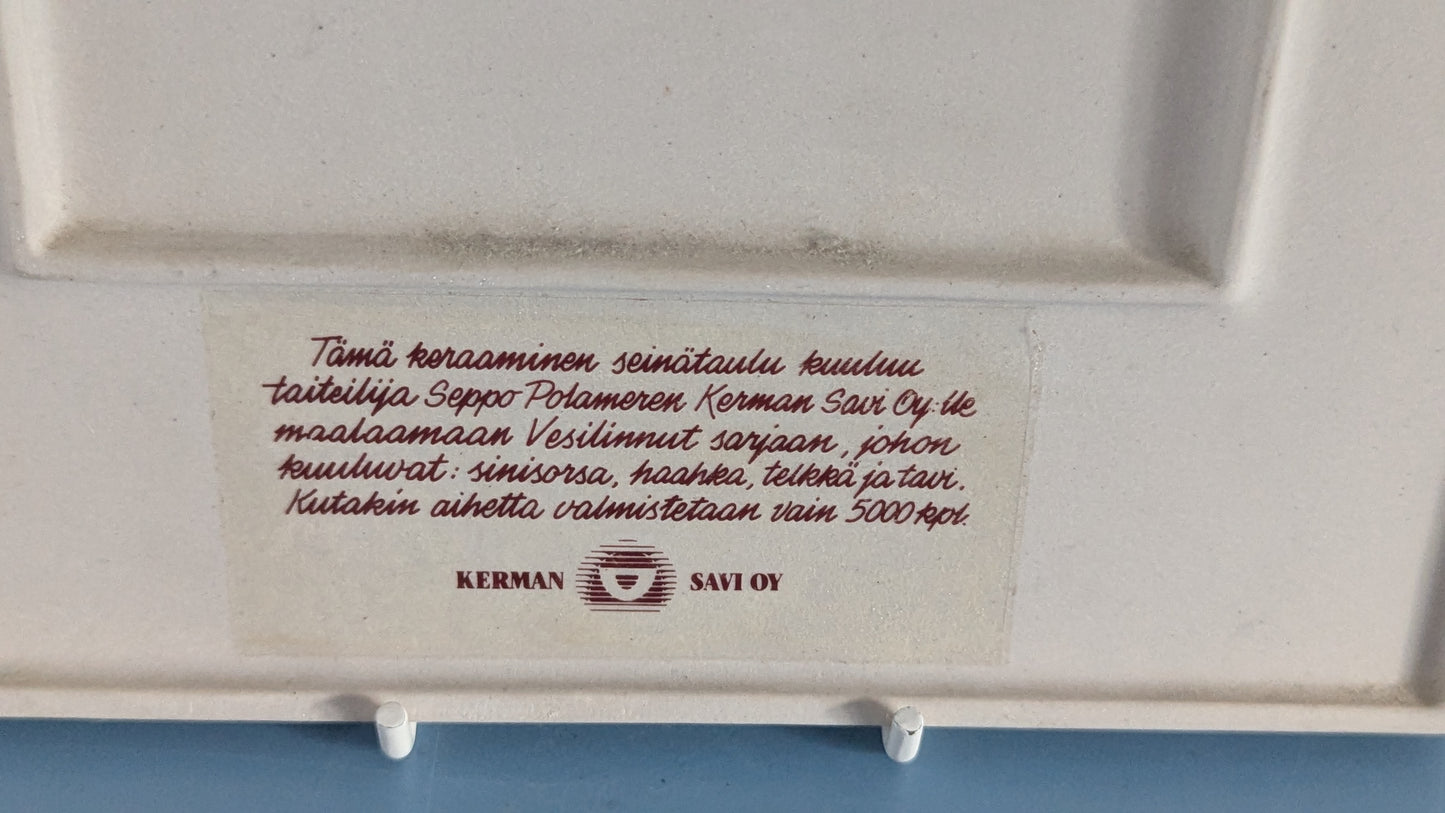 Tämä keraaminen seinätaulu kuuluu
taiteilija Seppo Polameren Kerman Savi Oy:lle
maalaamaan Vesilinnut sarjaan, johon
kuuluvat: sinisorsa, haahka, telkkä ja tavi.
Kutakin aihetta valmistetaan vain 5000 kpl.
KERMAN SAVI OY